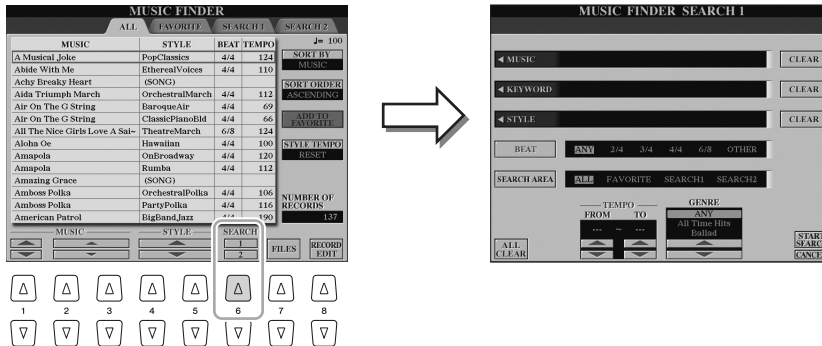 MUSIC FINDER
ALL FAVORITE SEARCH 1 SEARCH 2
MUSIC STYLE BEAT TEMPO
♩= 100
A Musical Joke PopClassics 4/4 124
Abide With Me EtherealVoices 4/4 110
Achy Breaky Heart (SONG)
Aida Triumph March OrchestralMarch 4/4 112
Air On The G String BaroqueAir 4/4 69
Air On The G String ClassicPianoBld 4/4 66
All The Nice Girls Love A Sai~ TheatreMarch 6/8 124
Aloha Oe Hawaiian 4/4 100
Amapola OnBroadway 4/4 120
Amapola Rumba 4/4 112
Amazing Grace (SONG)
Amboss Polka OrchestralPolka 4/4 106
Amboss Polka PartyPolka 4/4 116
American Patrol BigBandJazz 4/4 190
SORT BY
MUSIC
SORT ORDER
ASCENDING
ADD TO
FAVORITE
STYLE TEMPO
RESET
NUMBER OF
RECORDS
137
MUSIC STYLE SEARCH
1
2
FILES
RECORD
EDIT
1 2 3 4 5 6 7 8
MUSIC FINDER SEARCH 1
MUSIC CLEAR
KEYWORD CLEAR
STYLE CLEAR
BEAT ANY 2/4 3/4 4/4 6/8 OTHER
SEARCH AREA ALL FAVORITE SEARCH1 SEARCH2
TEMPO
FROM TO
--- ~ ---
GENRE
ANY
All Time Hits
Ballad
ALL
CLEAR
START